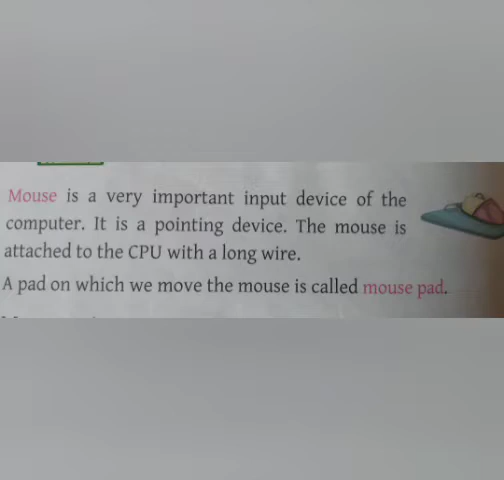 Mouse is a very important input device of the
computer. It is a pointing device. The mouse is
attached to the CPU with a long wire.
A pad on which we move the mouse is called mouse pad.